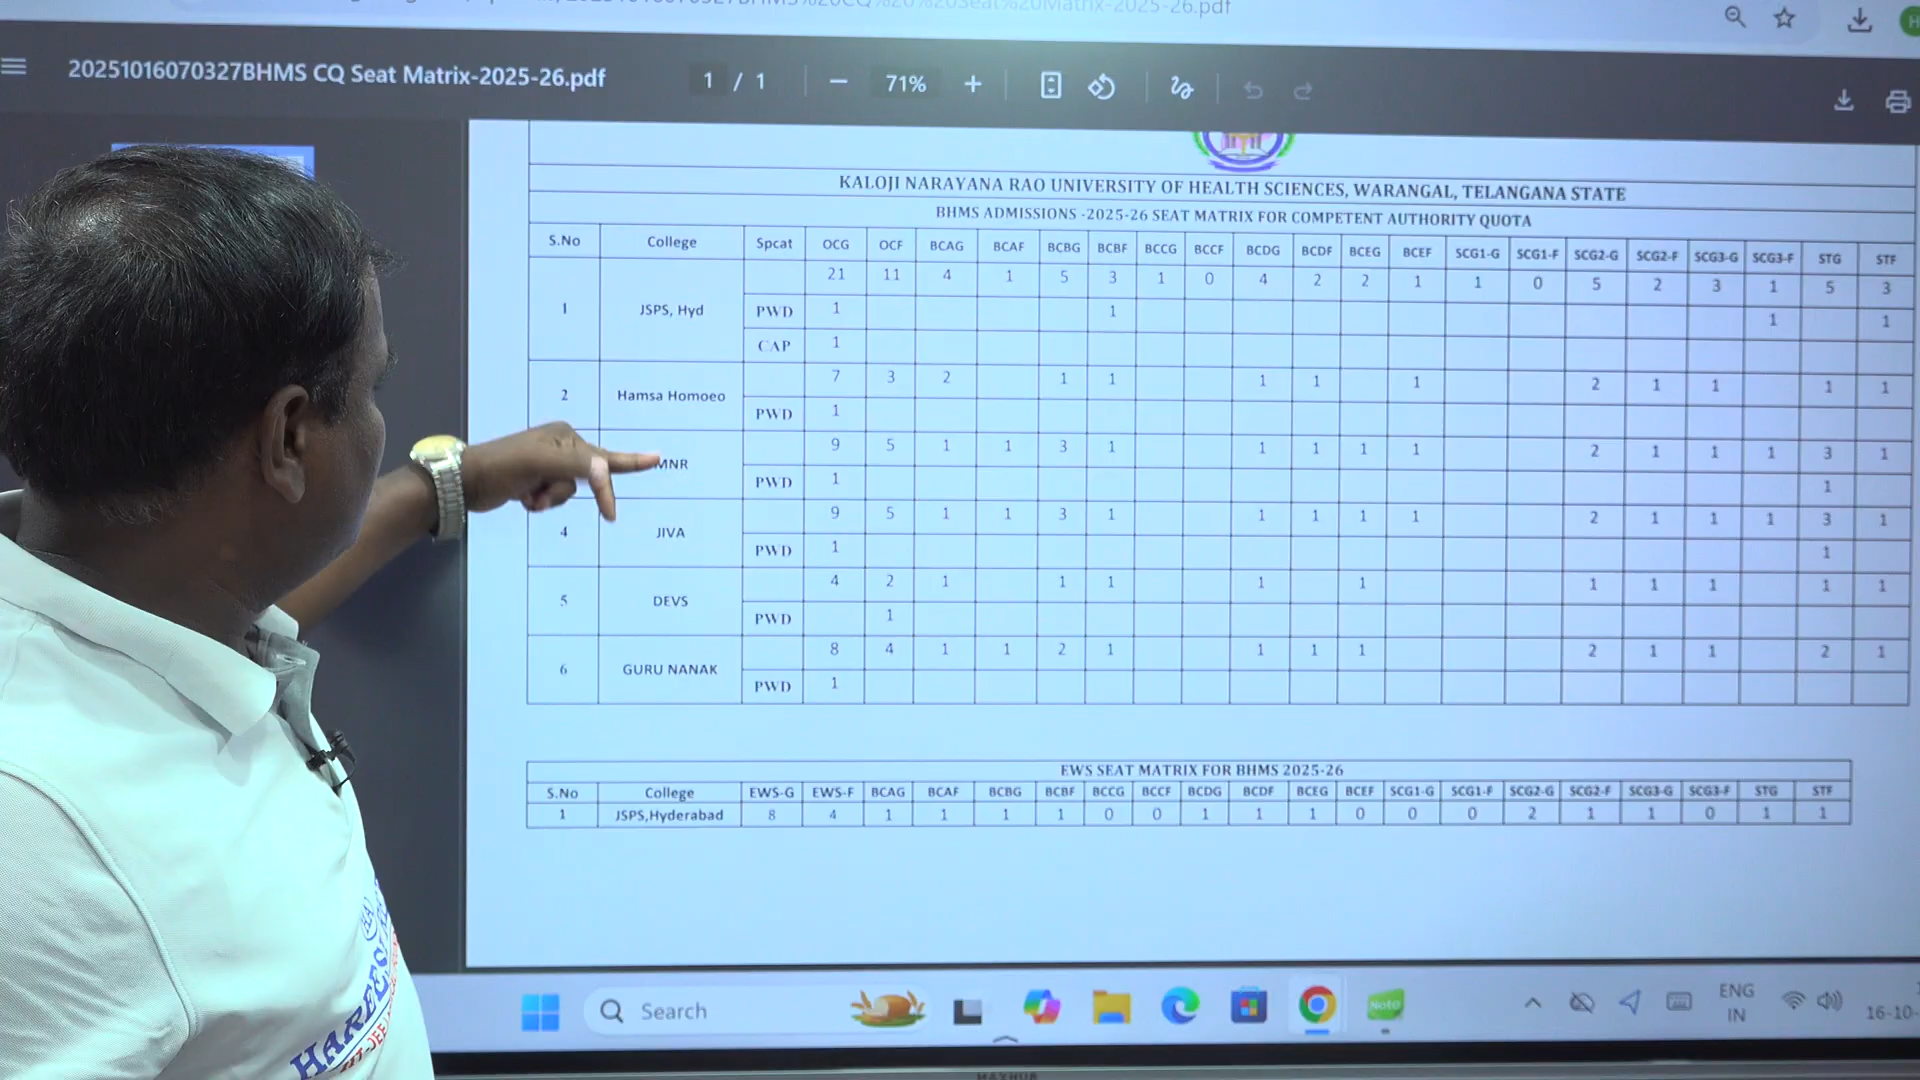 Seat%20Matrix-2025-26.pdf
20251016070327BHMS CQ Seat Matrix-2025-26.pdf 1 / 1 71%
KALOJI NARAYANA RAO UNIVERSITY OF HEALTH SCIENCES, WARANGAL, TELANGANA STATE
BHMS ADMISSIONS -2025-26 SEAT MATRIX FOR COMPETENT AUTHORITY QUOTA
S.No College Spcat OCG OCF BCAG BCAF BCBG BCBF BCCG BCCF BCDG BCDF BCEG BCEF SCG1-G SCG1-F SCG2-G SCG2-F SCG3-G SCG3-F STG STF
1 JSPS, Hyd 21 11 4 1 5 3 1 0 4 2 2 1 1 0 5 2 3 1 5 3
PWD 1 1 1 1
CAP 1
2 Hamsa Homoeo 7 3 2 1 1 1 1 1 2 1 1 1 1
PWD 1
MNR 9 5 1 1 3 1 1 1 1 1 2 1 1 1 3 1
PWD 1 1
4 JIVA 9 5 1 1 3 1 1 1 1 1 2 1 1 1 3 1
PWD 1 1
5 DEVS 4 2 1 1 1 1 1 1 1 1 1 1
PWD 1
6 GURU NANAK 8 4 1 1 2 1 1 1 1 2 1 1 2 1
PWD 1
EWS SEAT MATRIX FOR BHMS 2025-26
S.No College EWS-G EWS-F BCAG BCAF BCBG BCBF BCCG BCCF BCDG BCDF BCEG BCEF SCG1-G SCG1-F SCG2-G SCG2-F SCG3-G SCG3-F STG STF
1 JSPS,Hyderabad 8 4 1 1 1 1 0 0 1 1 1 0 0 0 2 1 1 0 1 1
Search
Note
ENG
IN
16-10-
MAXHUB